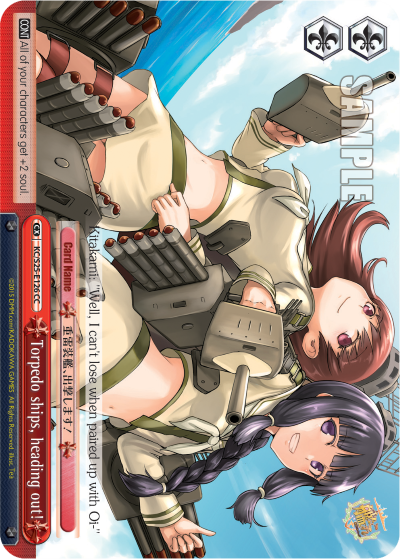 CONT All of your characters get +2 soul.
SAMPLE
Kitakami: "Well, I can't lose when paired up with Oi-"
Card Name
重雷装艦、出撃します！
CX KC/S25-E126 CC
"Torpedo ships, heading out!"
©2015 DMM.com/KADOKAWA GAMES All Rights Reserved. illust. Tea